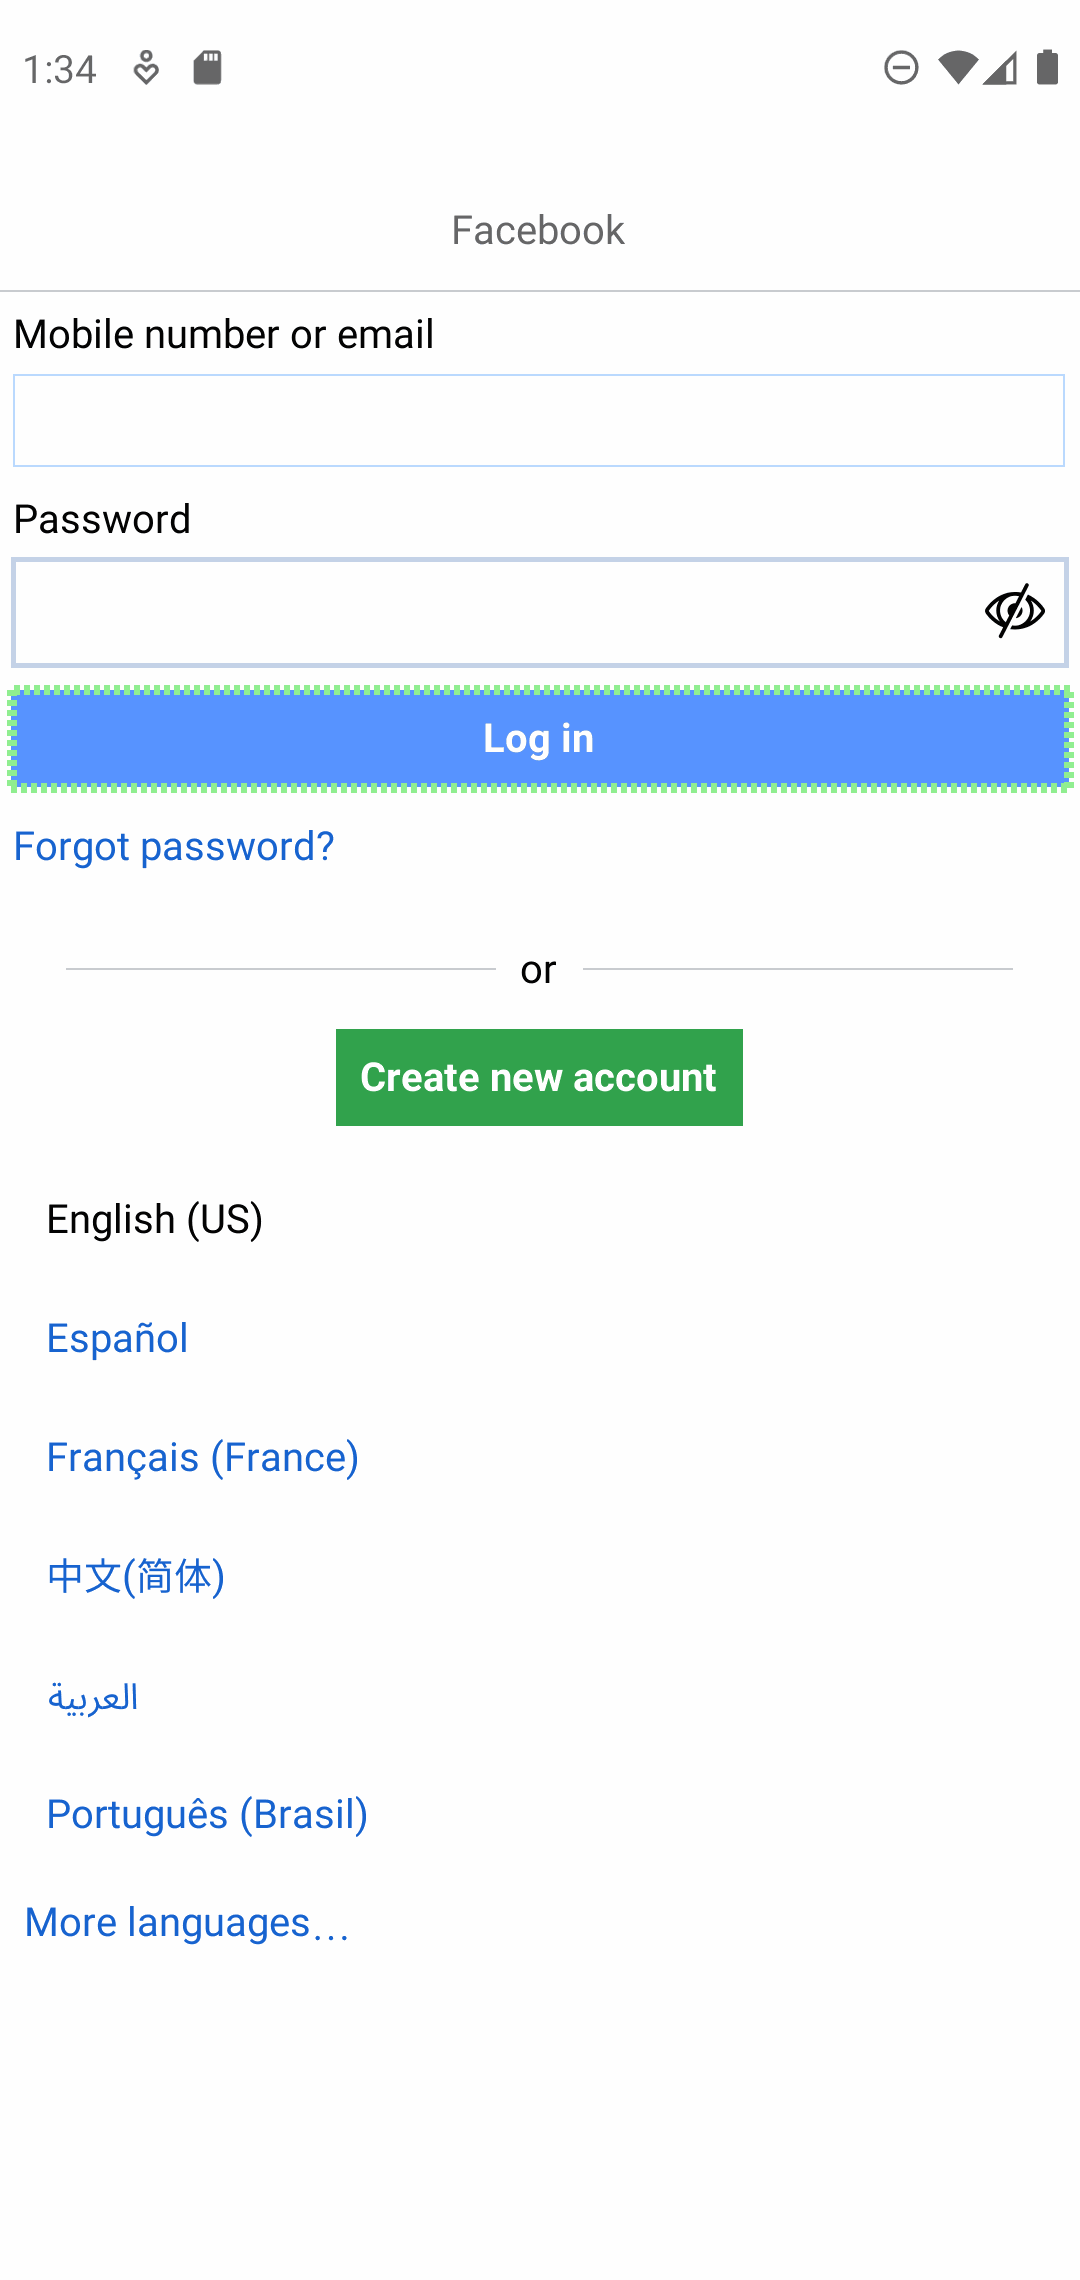 1:34
Facebook
Mobile number or email
Password
Log in
Forgot password?
or
Create new account
English (US)
Español
Français (France)
中文(简体)
العربية
Português (Brasil)
More languages...